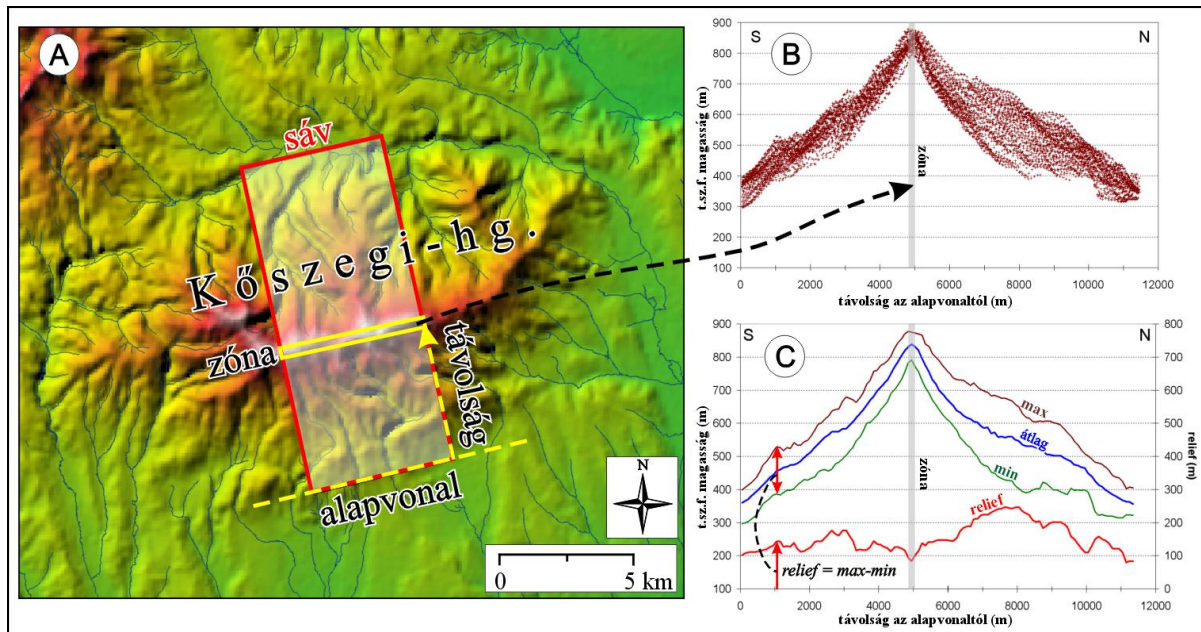 A
sáv
Kőszegi-hg.
zóna
távolság
alapvonal
N
0 5 km
S B N
900
800
700
600
500
400
300
200
100
t.sz.f. magasság (m)
zóna
0 2000 4000 6000 8000 10000 12000
távolság az alapvonaltól (m)
S C N
900
800
700
600
500
400
300
200
100
t.sz.f. magasság (m)
max
átlag
min
relief
zóna
relief = max-min
800
700
600
500
400
300
200
100
0
relief (m)
0 2000 4000 6000 8000 10000 12000
távolság az alapvonaltól (m)